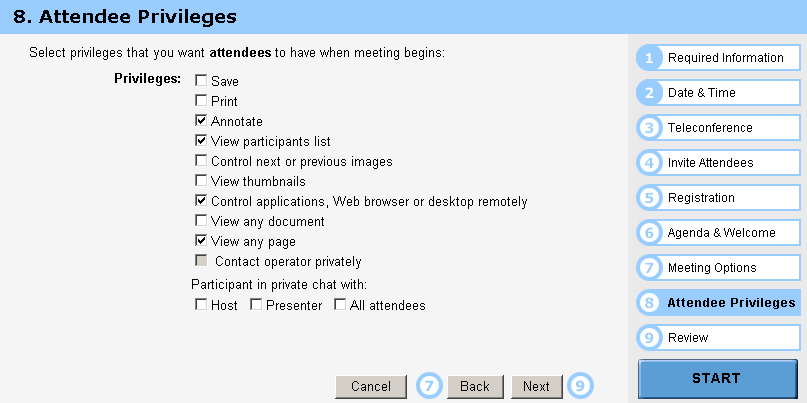 8. Attendee Privileges
Select privileges that you want attendees to have when meeting begins:
Privileges:
Save
Print
Annotate
View participants list
Control next or previous images
View thumbnails
Control applications, Web browser or desktop remotely
View any document
View any page
Contact operator privately
Participant in private chat with:
Host Presenter All attendees
Cancel 7 Back Next 9
1 Required Information
2 Date & Time
3 Teleconference
4 Invite Attendees
5 Registration
6 Agenda & Welcome
7 Meeting Options
8 Attendee Privileges
9 Review
START